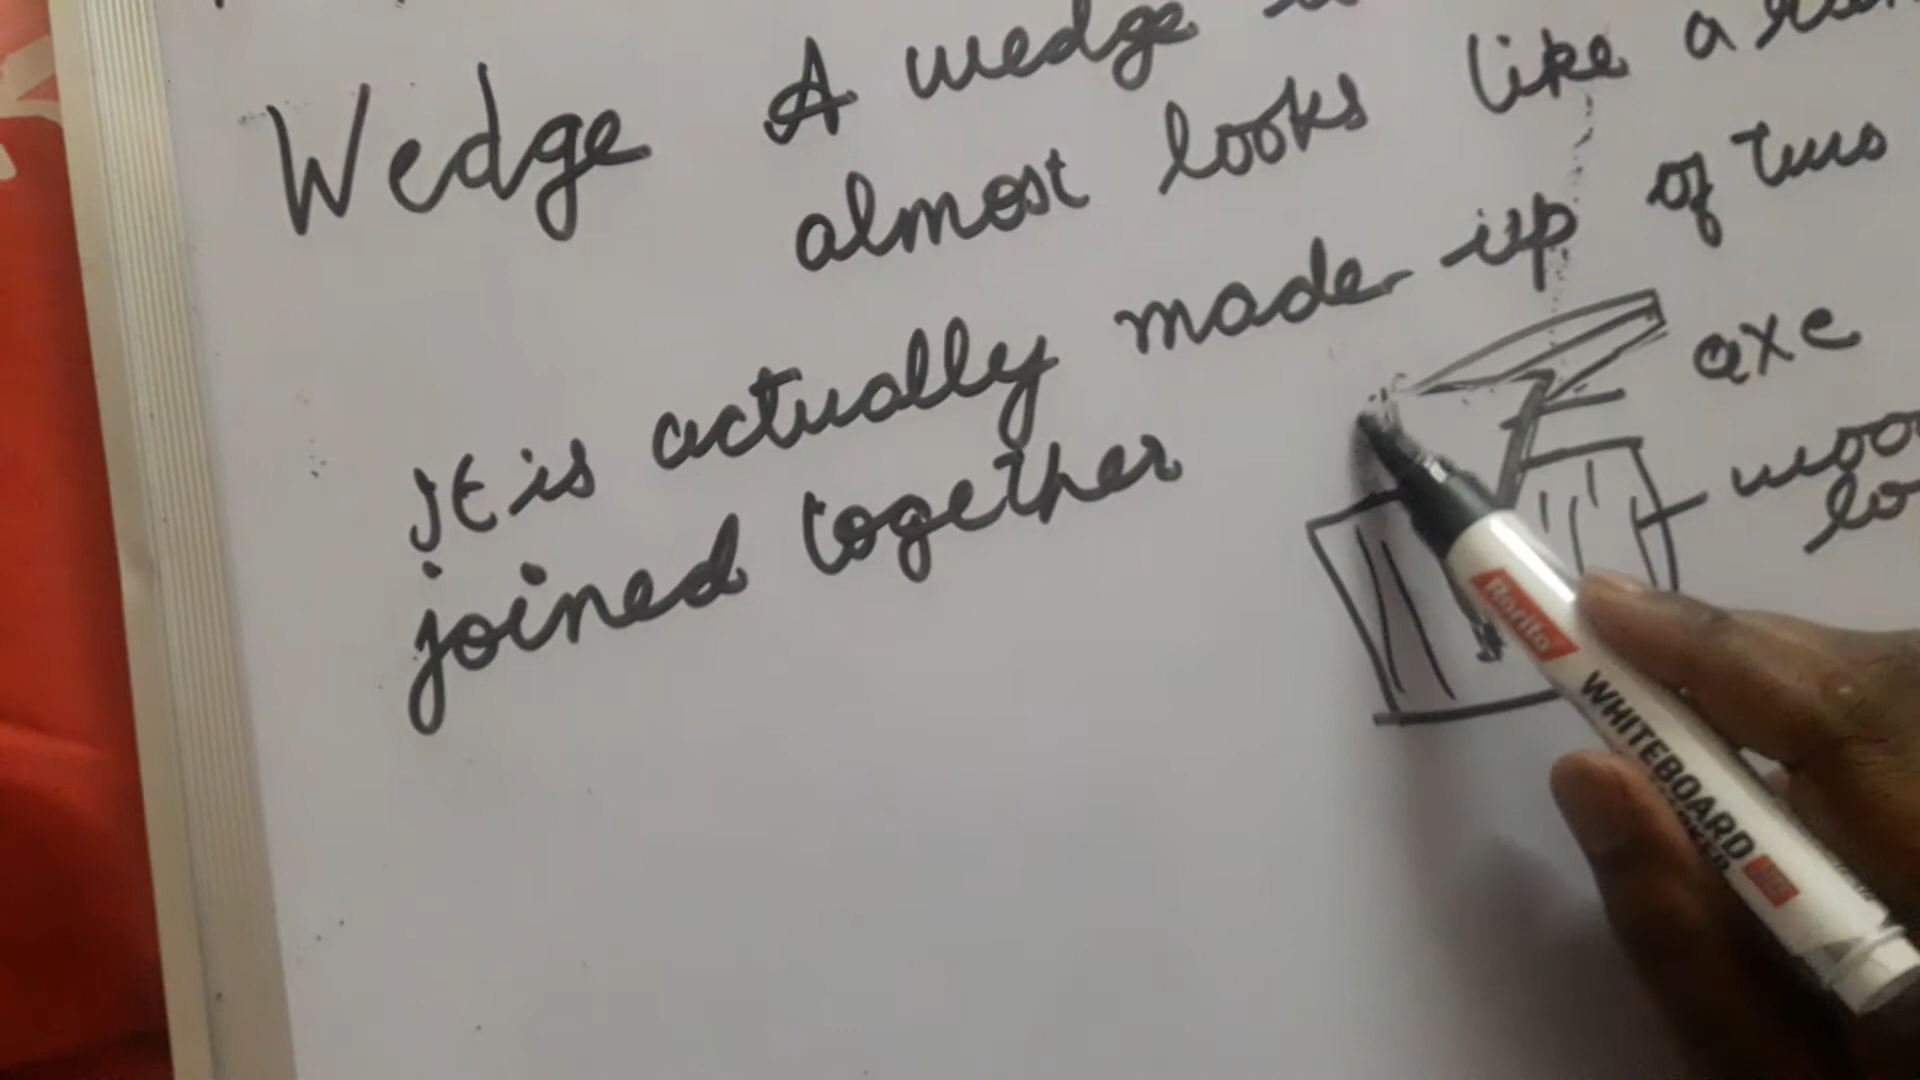 Wedge A wedge
almost looks like a
It is actually made up of two
joined together
axe
Rorito
WHITEBOARD